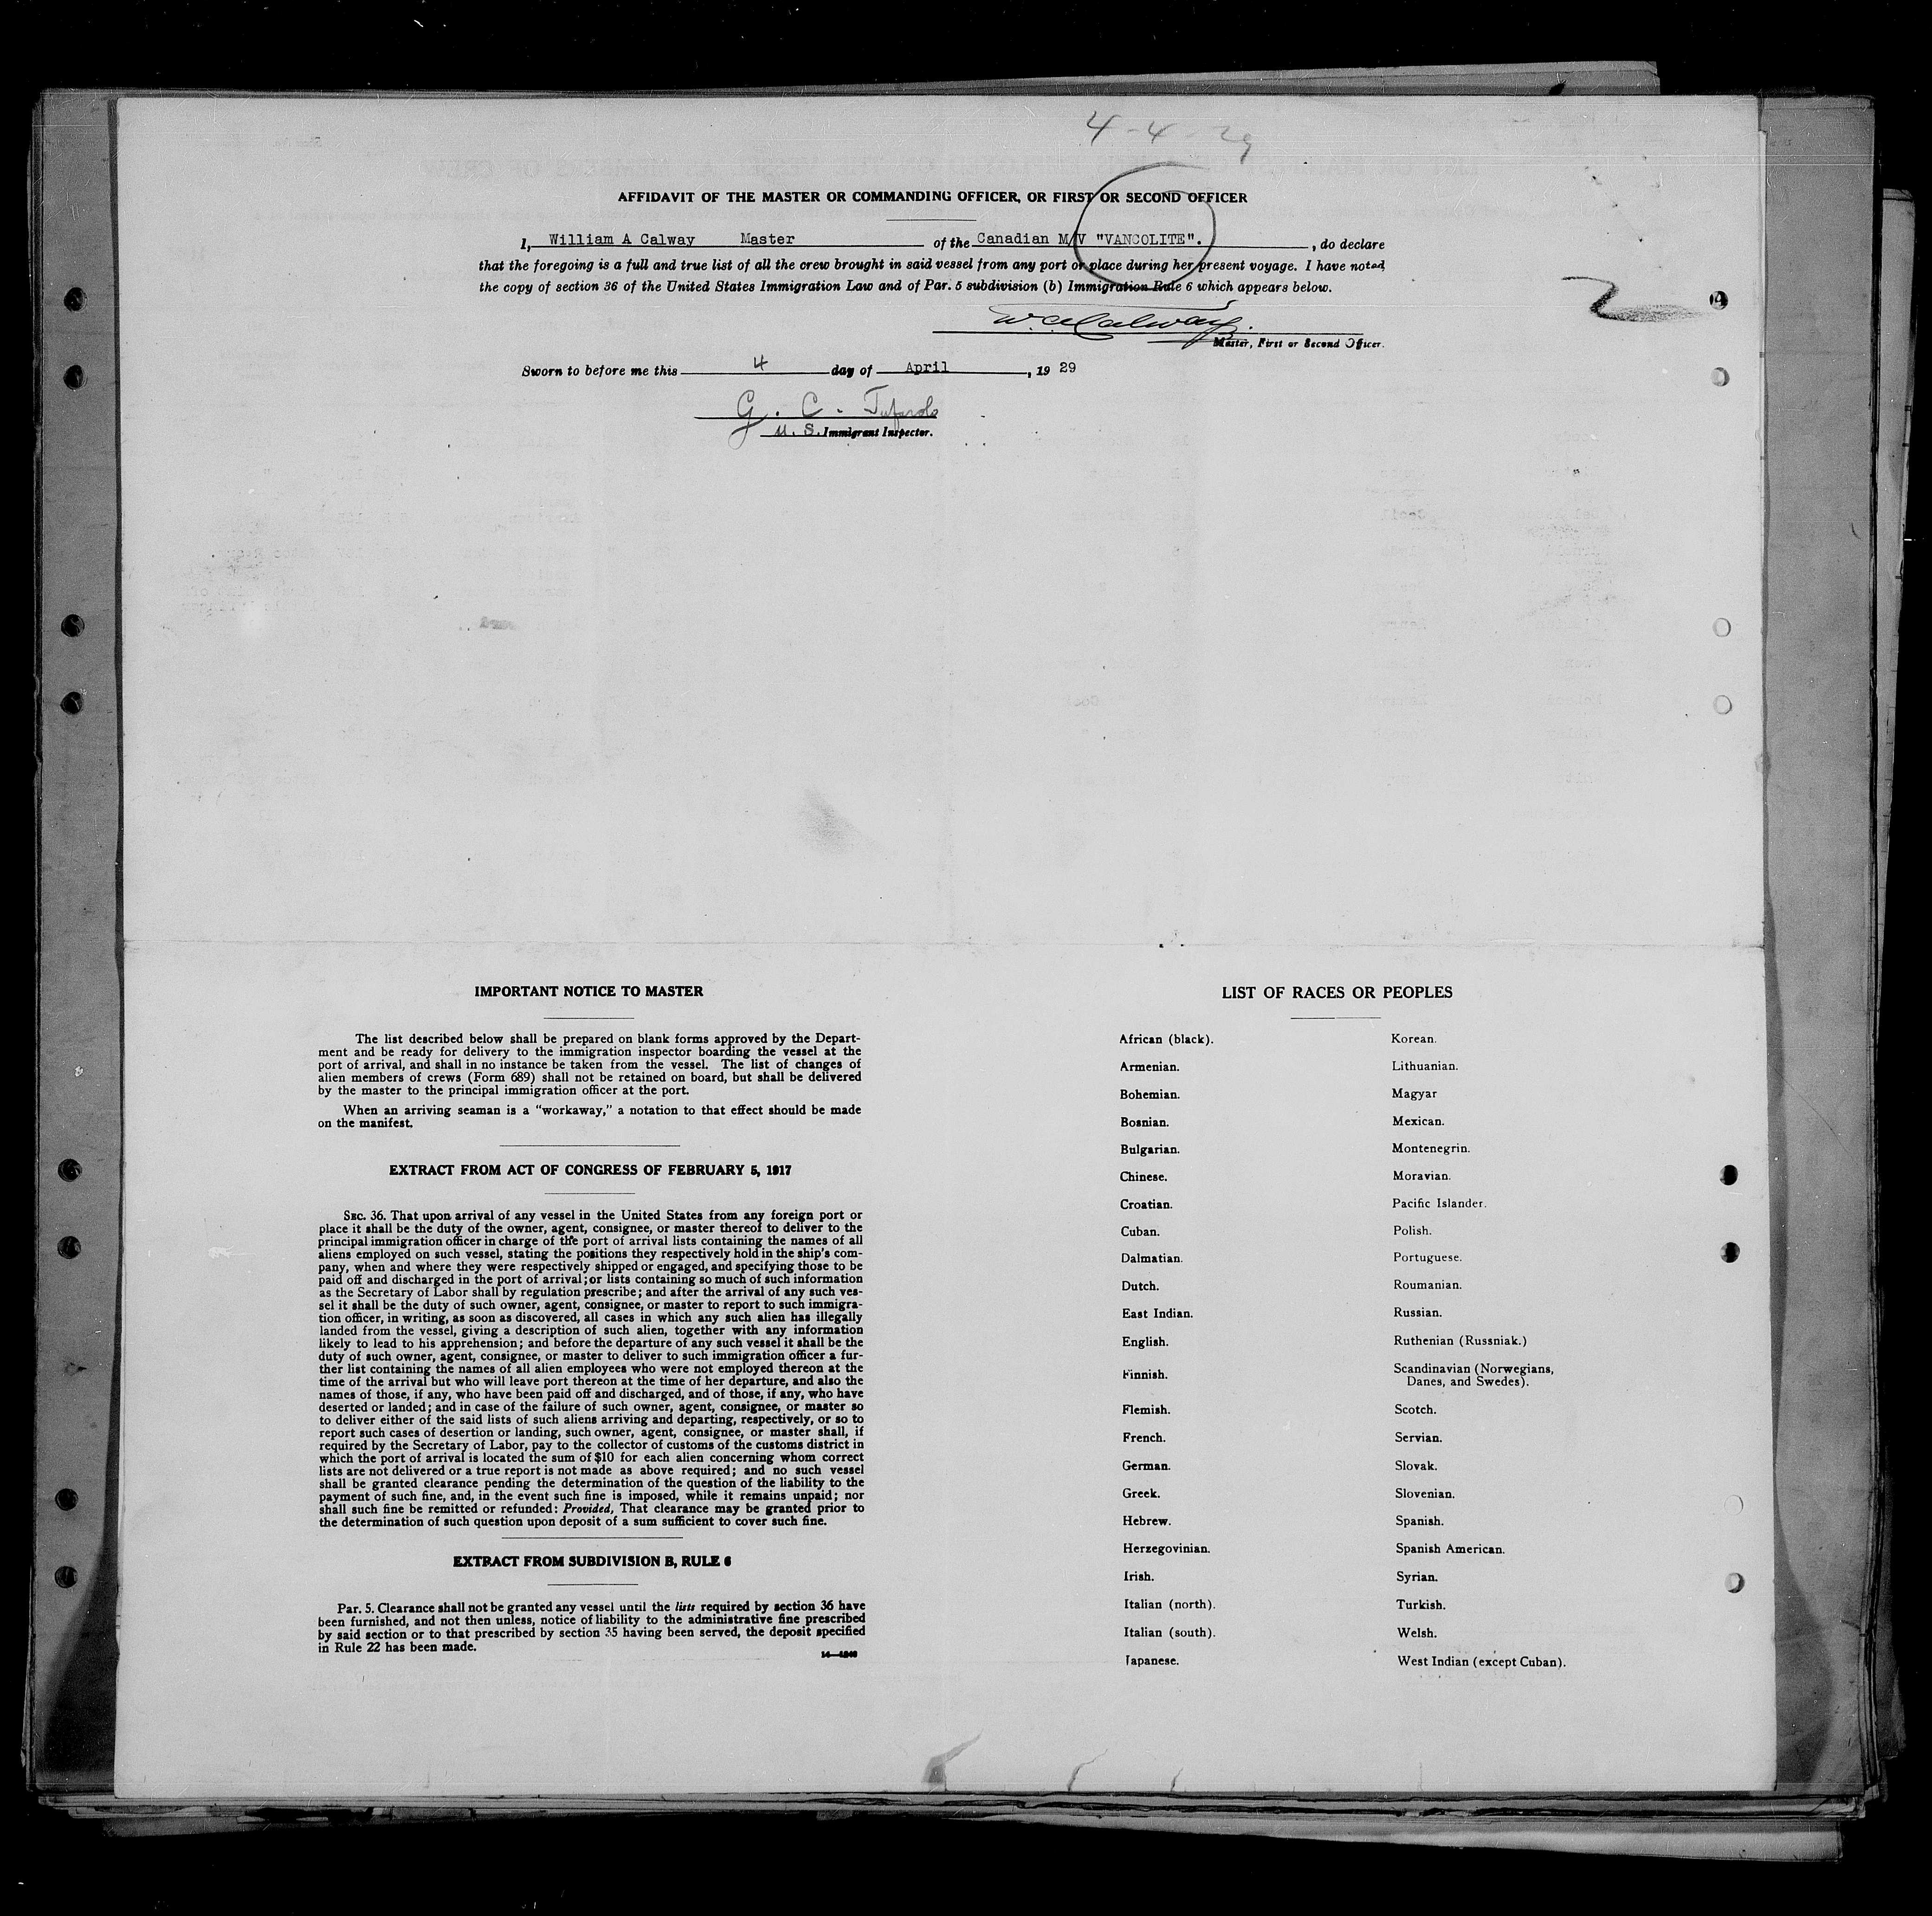 4-4-29
AFFIDAVIT OF THE MASTER OR COMMANDING OFFICER, OR FIRST OR SECOND OFFICER
I, William A Calway Master of the Canadian M/V "VANCOLITE". , do declare
that the foregoing is a full and true list of all the crew brought in said vessel from any port or place during her present voyage. I have noted
the copy of section 36 of the United States Immigration Law and of Par. 5 subdivision (b) Immigration Rule 6 which appears below.
W A Calway.
Master, First or Second Officer.
Sworn to before me this 4 day of April , 19 29
G. C.
U. S. Immigrant Inspector.
IMPORTANT NOTICE TO MASTER
The list described below shall be prepared on blank forms approved by the Depart-
ment and be ready for delivery to the immigration inspector boarding the vessel at the
port of arrival, and shall in no instance be taken from the vessel. The list of changes of
alien members of crews (Form 689) shall not be retained on board, but shall be delivered
by the master to the principal immigration officer at the port.
When an arriving seaman is a "workaway," a notation to that effect should be made
on the manifest.
EXTRACT FROM ACT OF CONGRESS OF FEBRUARY 5, 1917
SEC. 36. That upon arrival of any vessel in the United States from any foreign port or
place it shall be the duty of the owner, agent, consignee, or master thereof to deliver to the
principal immigration officer in charge of the port of arrival lists containing the names of all
aliens employed on such vessel, stating the positions they respectively hold in the ship's com-
pany, when and where they were respectively shipped or engaged, and specifying those to be
paid off and discharged in the port of arrival; or lists containing so much of such information
as the Secretary of Labor shall by regulation prescribe; and after the arrival of any such ves-
sel it shall be the duty of such owner, agent, consignee, or master to report to such immigra-
tion officer, in writing, as soon as discovered, all cases in which any such alien has illegally
landed from the vessel, giving a description of such alien, together with any information
likely to lead to his apprehension; and before the departure of any such vessel it shall be the
duty of such owner, agent, consignee, or master to deliver to such immigration officer a fur-
ther list containing the names of all alien employees who were not employed thereon at the
time of the arrival but who will leave port thereon at the time of her departure, and also the
names of those, if any, who have been paid off and discharged, and of those, if any, who have
deserted or landed; and in case of the failure of such owner, agent, consignee, or master so
to deliver either of the said lists of such aliens arriving and departing, respectively, or so to
report such cases of desertion or landing, such owner, agent, consignee, or master shall, if
required by the Secretary of Labor, pay to the collector of customs of the customs district in
which the port of arrival is located the sum of $10 for each alien concerning whom correct
lists are not delivered or a true report is not made as above required; and no such vessel
shall be granted clearance pending the determination of the question of the liability to the
payment of such fine, and, in the event such fine is imposed, while it remains unpaid; nor
shall such fine be remitted or refunded: Provided, That clearance may be granted prior to
the determination of such question upon deposit of a sum sufficient to cover such fine.
EXTRACT FROM SUBDIVISION B, RULE 6
Par. 5. Clearance shall not be granted any vessel until the lists required by section 36 have
been furnished, and not then unless, notice of liability to the administrative fine prescribed
by said section or to that prescribed by section 35 having been served, the deposit specified
in Rule 22 has been made.
LIST OF RACES OR PEOPLES
African (black).
Armenian.
Bohemian.
Bosnian.
Bulgarian.
Chinese.
Croatian.
Cuban.
Dalmatian.
Dutch.
East Indian.
English.
Finnish.
Flemish.
French.
German.
Greek.
Hebrew.
Herzegovinian.
Irish.
Italian (north).
Italian (south).
Japanese.
Korean.
Lithuanian.
Magyar
Mexican.
Montenegrin.
Moravian.
Pacific Islander.
Polish.
Portuguese.
Roumanian.
Russian.
Ruthenian (Russniak.)
Scandinavian (Norwegians,
Danes, and Swedes).
Scotch.
Servian.
Slovak.
Slovenian.
Spanish.
Spanish American.
Syrian.
Turkish.
Welsh.
West Indian (except Cuban).